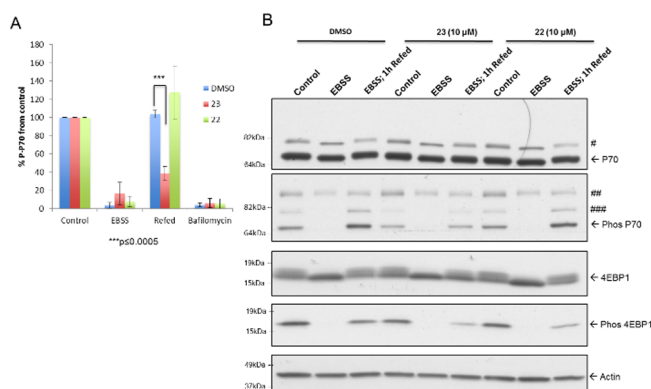 A
% P-P70 from control
180
160
140
120
100
80
60
40
20
0
***
DMSO
23
22
Control
EBSS
Refed
Bafilomycin
***p≤0.0005
B
DMSO
23 (10 µM)
22 (10 µM)
Control
EBSS
EBSS; 1h Refed
Control
EBSS
EBSS; 1h Refed
Control
EBSS
EBSS; 1h Refed
82kDa
64kDa
#
← P70
82kDa
64kDa
##
###
← Phos P70
19kDa
15kDa
← 4EBP1
19kDa
15kDa
← Phos 4EBP1
49kDa
37kDa
← Actin